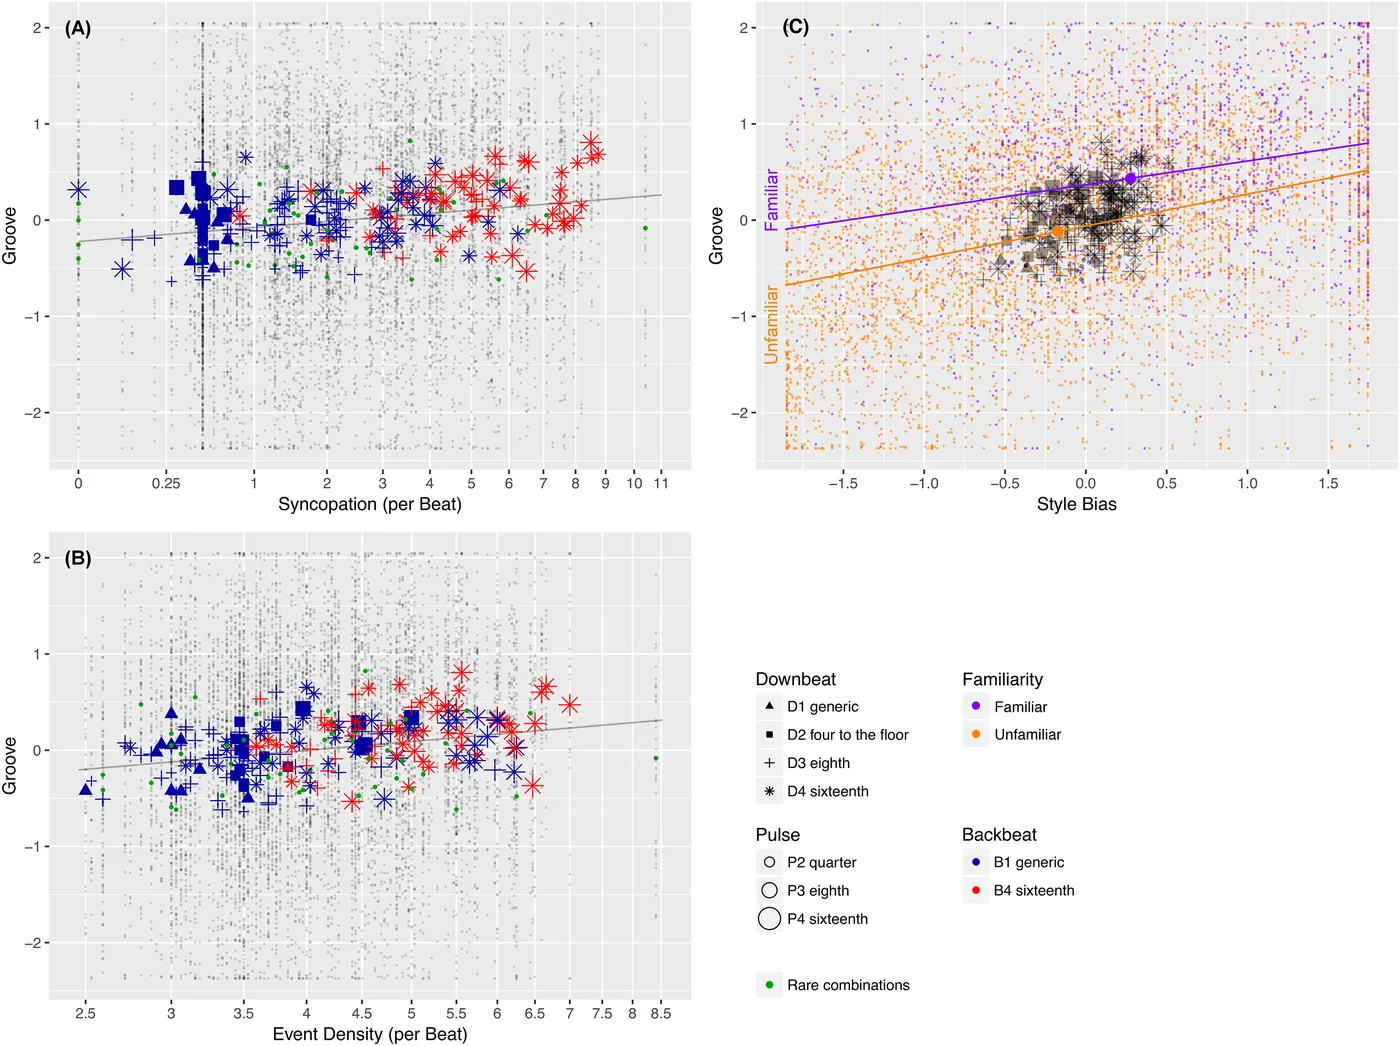 (A)
Groove
2
1
0
−1
−2
0 0.25 1 2 3 4 5 6 7 8 9 10 11
Syncopation (per Beat)
(C)
Groove
2
1
0
−1
−2
Familiar
Unfamiliar
−1.5 −1.0 −0.5 0.0 0.5 1.0 1.5
Style Bias
(B)
Groove
2
1
0
−1
−2
2.5 3 3.5 4 4.5 5 5.5 6 6.5 7 7.5 8 8.5
Event Density (per Beat)
Downbeat
D1 generic
D2 four to the floor
D3 eighth
D4 sixteenth
Familiarity
Familiar
Unfamiliar
Pulse
P2 quarter
P3 eighth
P4 sixteenth
Backbeat
B1 generic
B4 sixteenth
Rare combinations